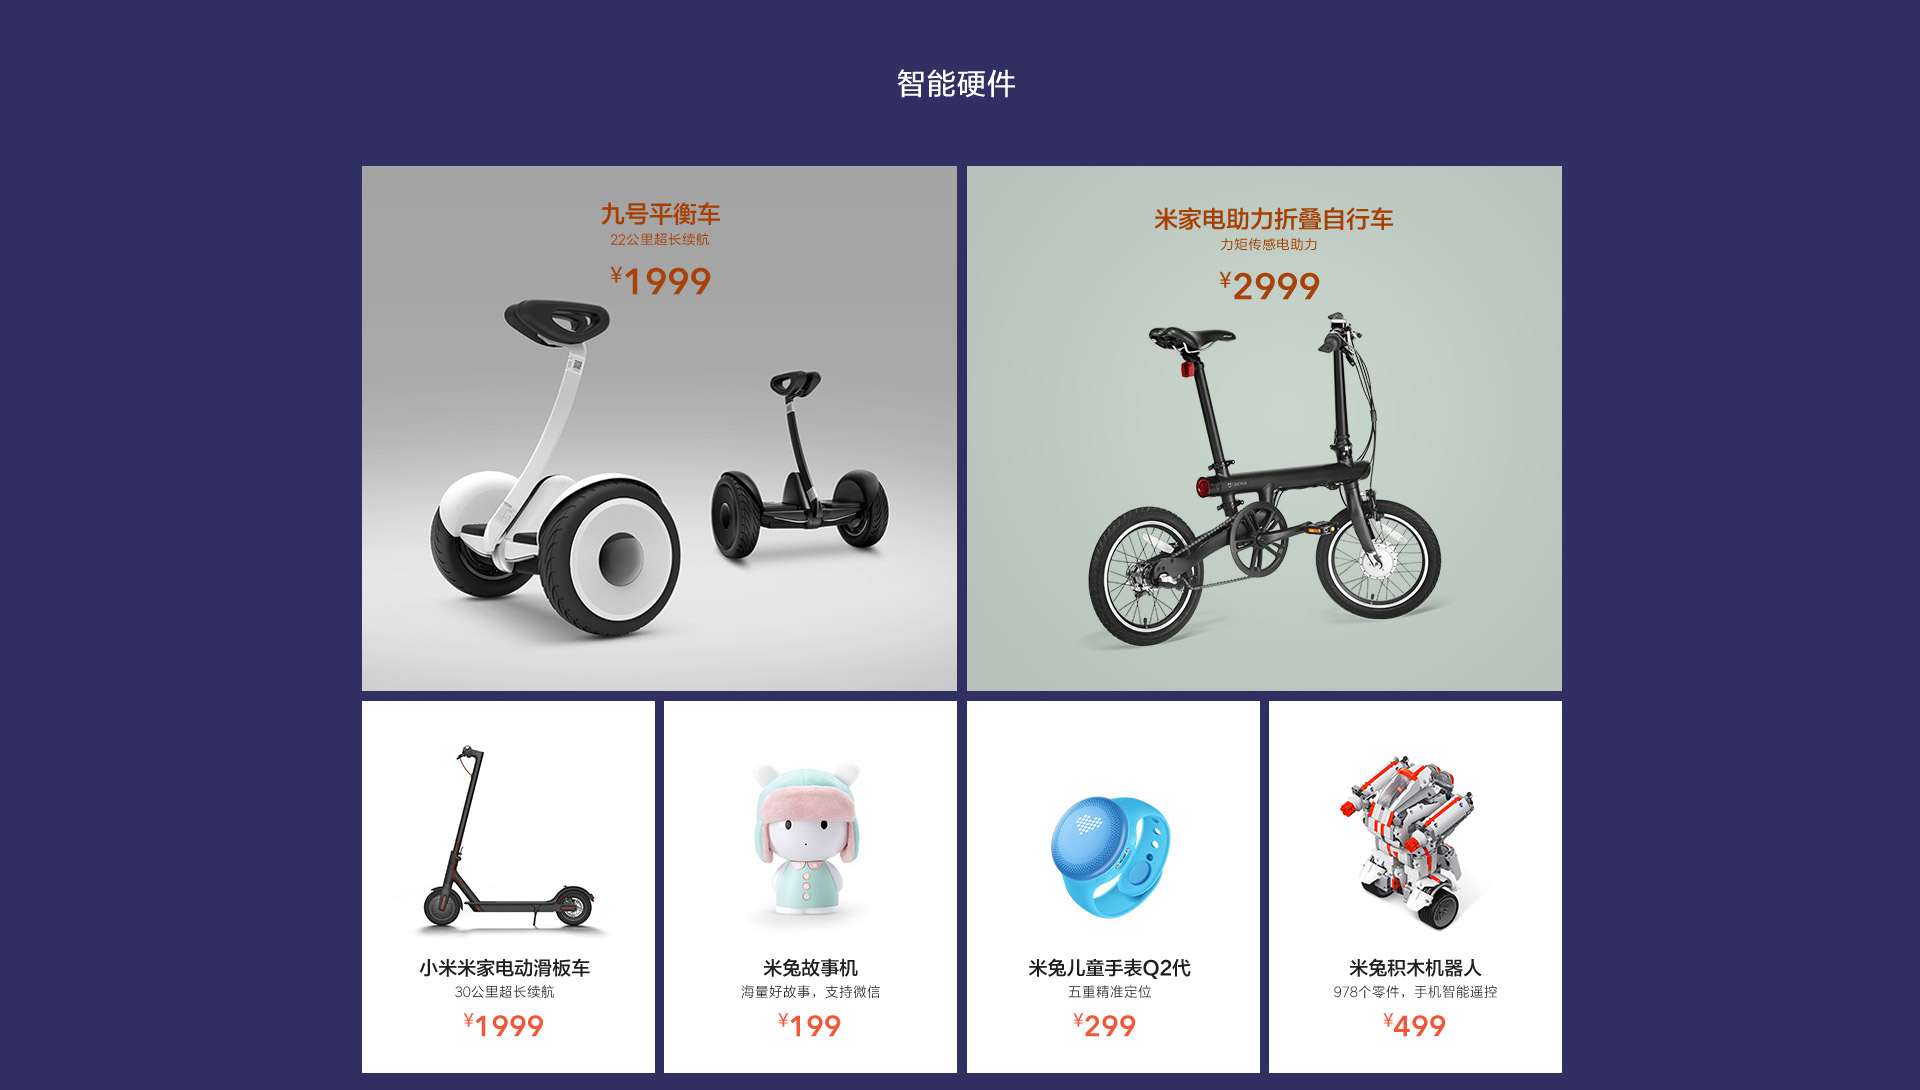 智能硬件
九号平衡车
22公里超长续航
¥1999
米家电助力折叠自行车
力矩传感电助力
¥2999
小米米家电动滑板车
30公里超长续航
¥1999
米兔故事机
海量好故事，支持微信
¥199
米兔儿童手表Q2代
五重精准定位
¥299
米兔积木机器人
978个零件，手机智能遥控
¥499